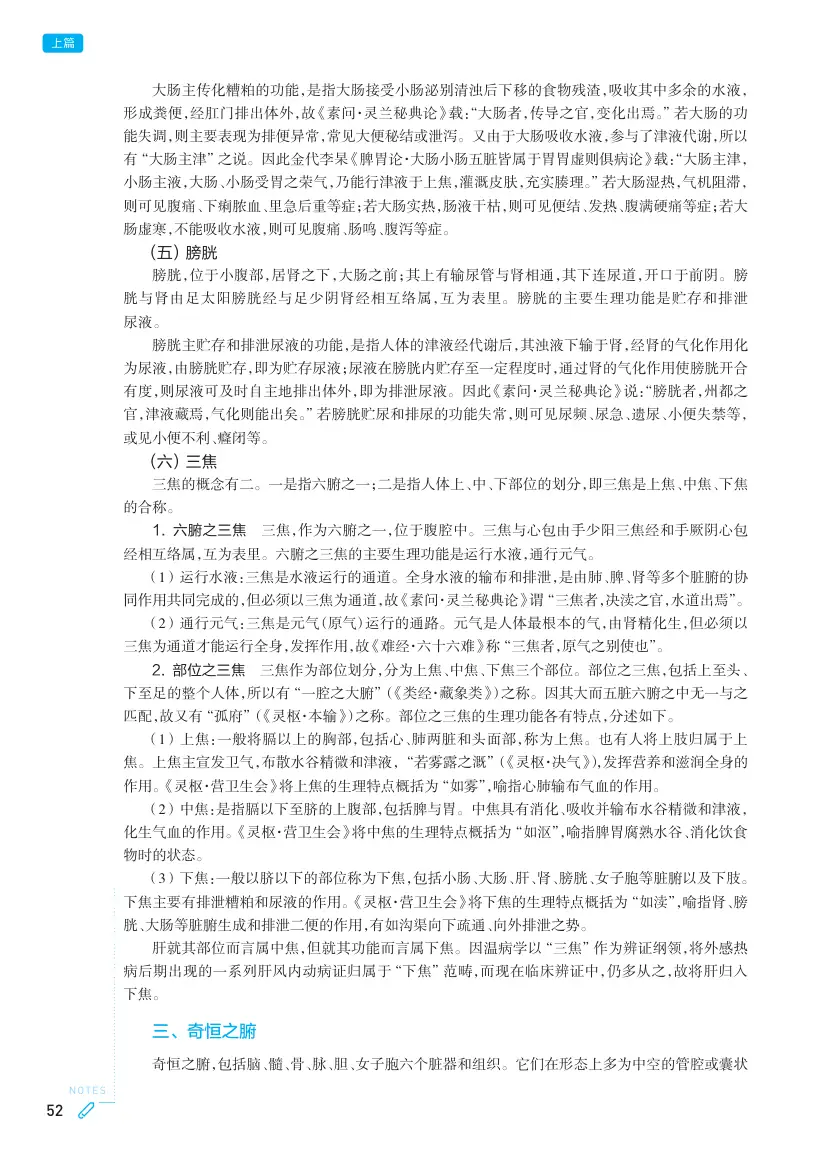 上篇
大肠主传化糟粕的功能,是指大肠接受小肠泌别清浊后下移的食物残渣,吸收其中多余的水液,
形成粪便,经肛门排出体外,故《素问·灵兰秘典论》载:“大肠者,传导之官,变化出焉。”若大肠的功
能失调,则主要表现为排便异常,常见大便秘结或泄泻。又由于大肠吸收水液,参与了津液代谢,所以
有“大肠主津”之说。因此金代李杲《脾胃论·大肠小肠五脏皆属于胃胃虚则俱病论》载:“大肠主津,
小肠主液,大肠、小肠受胃之荣气,乃能行津液于上焦,灌溉皮肤,充实腠理。”若大肠湿热,气机阻滞,
则可见腹痛、下痢脓血、里急后重等症;若大肠实热,肠液干枯,则可见便结、发热、腹满硬痛等症;若大
肠虚寒,不能吸收水液,则可见腹痛、肠鸣、腹泻等症。
(五)膀胱
膀胱,位于小腹部,居肾之下,大肠之前;其上有输尿管与肾相通,其下连尿道,开口于前阴。膀
胱与肾由足太阳膀胱经与足少阴肾经相互络属,互为表里。膀胱的主要生理功能是贮存和排泄
尿液。
膀胱主贮存和排泄尿液的功能,是指人体的津液经代谢后,其浊液下输于肾,经肾的气化作用化
为尿液,由膀胱贮存,即为贮存尿液;尿液在膀胱内贮存至一定程度时,通过肾的气化作用使膀胱开合
有度,则尿液可及时自主地排出体外,即为排泄尿液。因此《素问·灵兰秘典论》说:“膀胱者,州都之
官,津液藏焉,气化则能出矣。”若膀胱贮尿和排尿的功能失常,则可见尿频、尿急、遗尿、小便失禁等,
或见小便不利、癃闭等。
(六)三焦
三焦的概念有二。一是指六腑之一;二是指人体上、中、下部位的划分,即三焦是上焦、中焦、下焦
的合称。
1. 六腑之三焦 三焦,作为六腑之一,位于腹腔中。三焦与心包由手少阳三焦经和手厥阴心包
经相互络属,互为表里。六腑之三焦的主要生理功能是运行水液,通行元气。
(1)运行水液:三焦是水液运行的通道。全身水液的输布和排泄,是由肺、脾、肾等多个脏腑的协
同作用共同完成的,但必须以三焦为通道,故《素问·灵兰秘典论》谓“三焦者,决渎之官,水道出焉”。
(2)通行元气:三焦是元气(原气)运行的通路。元气是人体最根本的气,由肾精化生,但必须以
三焦为通道才能运行全身,发挥作用,故《难经·六十六难》称“三焦者,原气之别使也”。
2. 部位之三焦 三焦作为部位划分,分为上焦、中焦、下焦三个部位。部位之三焦,包括上至头、
下至足的整个人体,所以有“一腔之大腑”(《类经·藏象类》)之称。因其大而五脏六腑之中无一与之
匹配,故又有“孤府”(《灵枢·本输》)之称。部位之三焦的生理功能各有特点,分述如下。
(1)上焦:一般将膈以上的胸部,包括心、肺两脏和头面部,称为上焦。也有人将上肢归属于上
焦。上焦主宣发卫气,布散水谷精微和津液,“若雾露之溉”(《灵枢·决气》),发挥营养和滋润全身的
作用。《灵枢·营卫生会》将上焦的生理特点概括为“如雾”,喻指心肺输布气血的作用。
(2)中焦:是指膈以下至脐的上腹部,包括脾与胃。中焦具有消化、吸收并输布水谷精微和津液,
化生气血的作用。《灵枢·营卫生会》将中焦的生理特点概括为“如沤”,喻指脾胃腐熟水谷、消化饮食
物时的状态。
(3)下焦:一般以脐以下的部位称为下焦,包括小肠、大肠、肝、肾、膀胱、女子胞等脏腑以及下肢。
下焦主要有排泄糟粕和尿液的作用。《灵枢·营卫生会》将下焦的生理特点概括为“如渎”,喻指肾、膀
胱、大肠等脏腑生成和排泄二便的作用,有如沟渠向下疏通、向外排泄之势。
肝就其部位而言属中焦,但就其功能而言属下焦。因温病学以“三焦”作为辨证纲领,将外感热
病后期出现的一系列肝风内动病证归属于“下焦”范畴,而现在临床辨证中,仍多从之,故将肝归入
下焦。
三、奇恒之腑
奇恒之腑,包括脑、髓、骨、脉、胆、女子胞六个脏器和组织。它们在形态上多为中空的管腔或囊状
NOTES
52